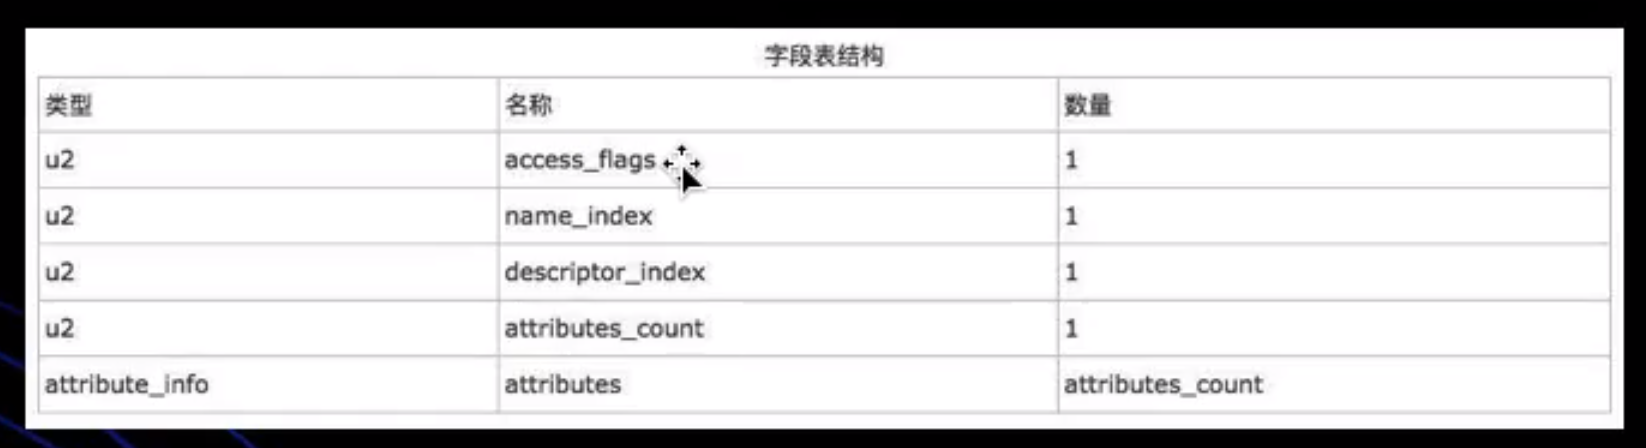 字段表结构
类型 名称 数量
u2 access_flags 1
u2 name_index 1
u2 descriptor_index 1
u2 attributes_count 1
attribute_info attributes attributes_count